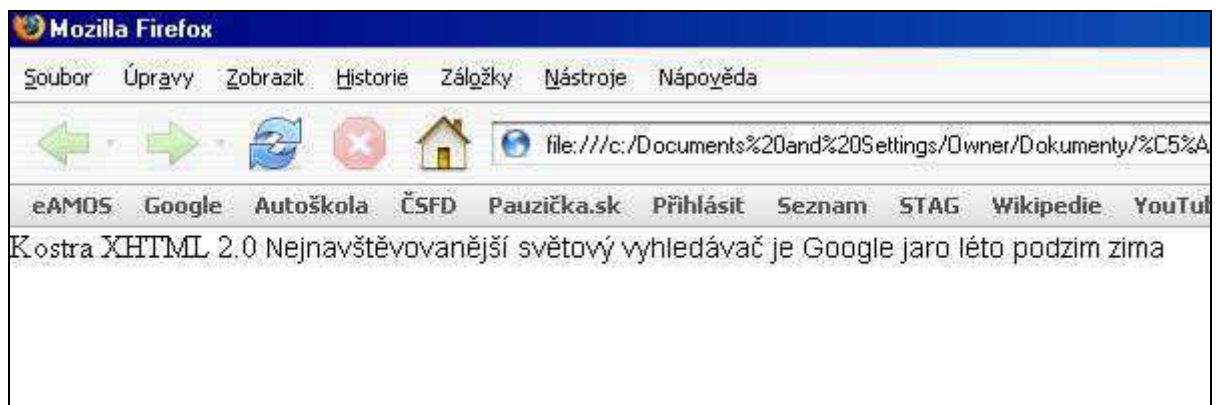 Mozilla Firefox
Soubor Úpravy Zobrazit Historie Záložky Nástroje Nápověda
file:///c:/Documents%20and%20Settings/Owner/Dokumenty/%C5%A
eAMOS Google Autoškola ČSFD Pauzička.sk Přihlásit Seznam STAG Wikipedie YouTub
Kostra XHTML 2.0 Nejnavštěvovanější světový vyhledávač je Google jaro léto podzim zima